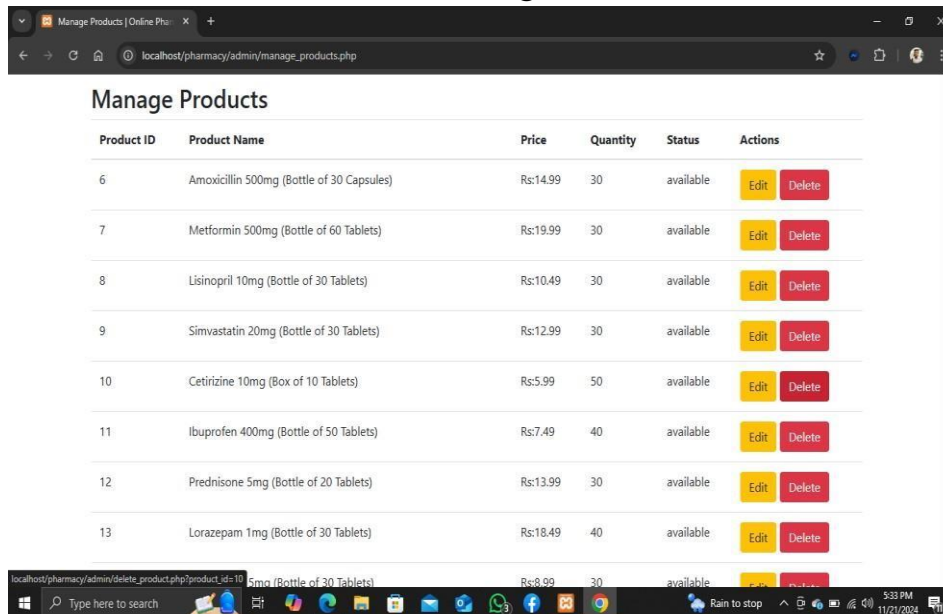 Manage Products | Online Phar
localhost/pharmacy/admin/manage_products.php
Manage Products
Product ID Product Name Price Quantity Status Actions
6 Amoxicillin 500mg (Bottle of 30 Capsules) Rs:14.99 30 available Edit Delete
7 Metformin 500mg (Bottle of 60 Tablets) Rs:19.99 30 available Edit Delete
8 Lisinopril 10mg (Bottle of 30 Tablets) Rs:10.49 30 available Edit Delete
9 Simvastatin 20mg (Bottle of 30 Tablets) Rs:12.99 30 available Edit Delete
10 Cetirizine 10mg (Box of 10 Tablets) Rs:5.99 50 available Edit Delete
11 Ibuprofen 400mg (Bottle of 50 Tablets) Rs:7.49 40 available Edit Delete
12 Prednisone 5mg (Bottle of 20 Tablets) Rs:13.99 30 available Edit Delete
13 Lorazepam 1mg (Bottle of 30 Tablets) Rs:18.49 40 available Edit Delete
5mg (Bottle of 30 Tablets) Rs:8.99 30 available Edit Delete
localhost/pharmacy/admin/delete_product.php?product_id=10
Type here to search Rain to stop 5:33 PM
11/21/2024